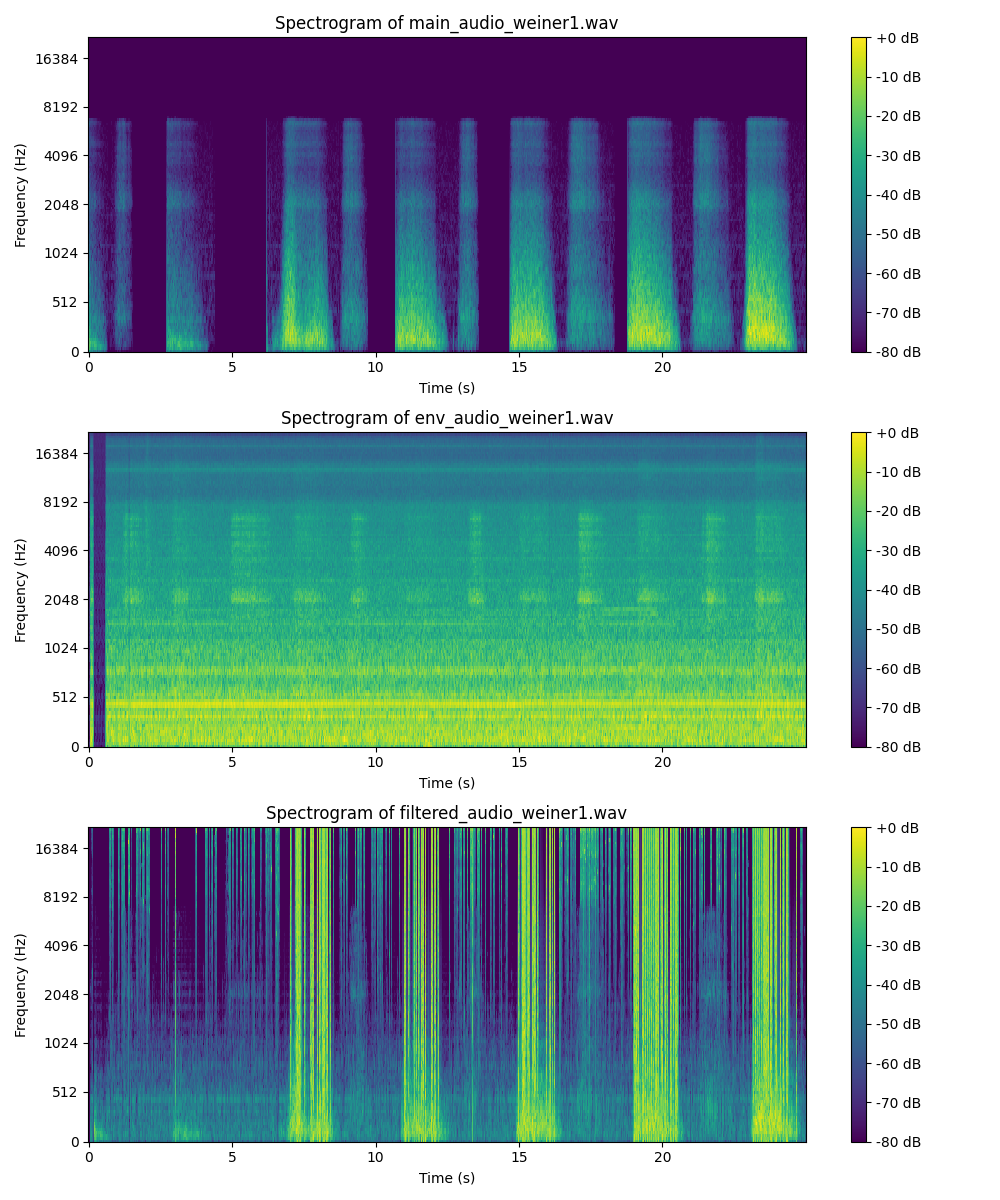 Spectrogram of main_audio_weiner1.wav
Frequency (Hz)
16384
8192
4096
2048
1024
512
0
0 5 10 15 20
Time (s)
+0 dB
-10 dB
-20 dB
-30 dB
-40 dB
-50 dB
-60 dB
-70 dB
-80 dB
Spectrogram of env_audio_weiner1.wav
Frequency (Hz)
16384
8192
4096
2048
1024
512
0
0 5 10 15 20
Time (s)
+0 dB
-10 dB
-20 dB
-30 dB
-40 dB
-50 dB
-60 dB
-70 dB
-80 dB
Spectrogram of filtered_audio_weiner1.wav
Frequency (Hz)
16384
8192
4096
2048
1024
512
0
0 5 10 15 20
Time (s)
+0 dB
-10 dB
-20 dB
-30 dB
-40 dB
-50 dB
-60 dB
-70 dB
-80 dB